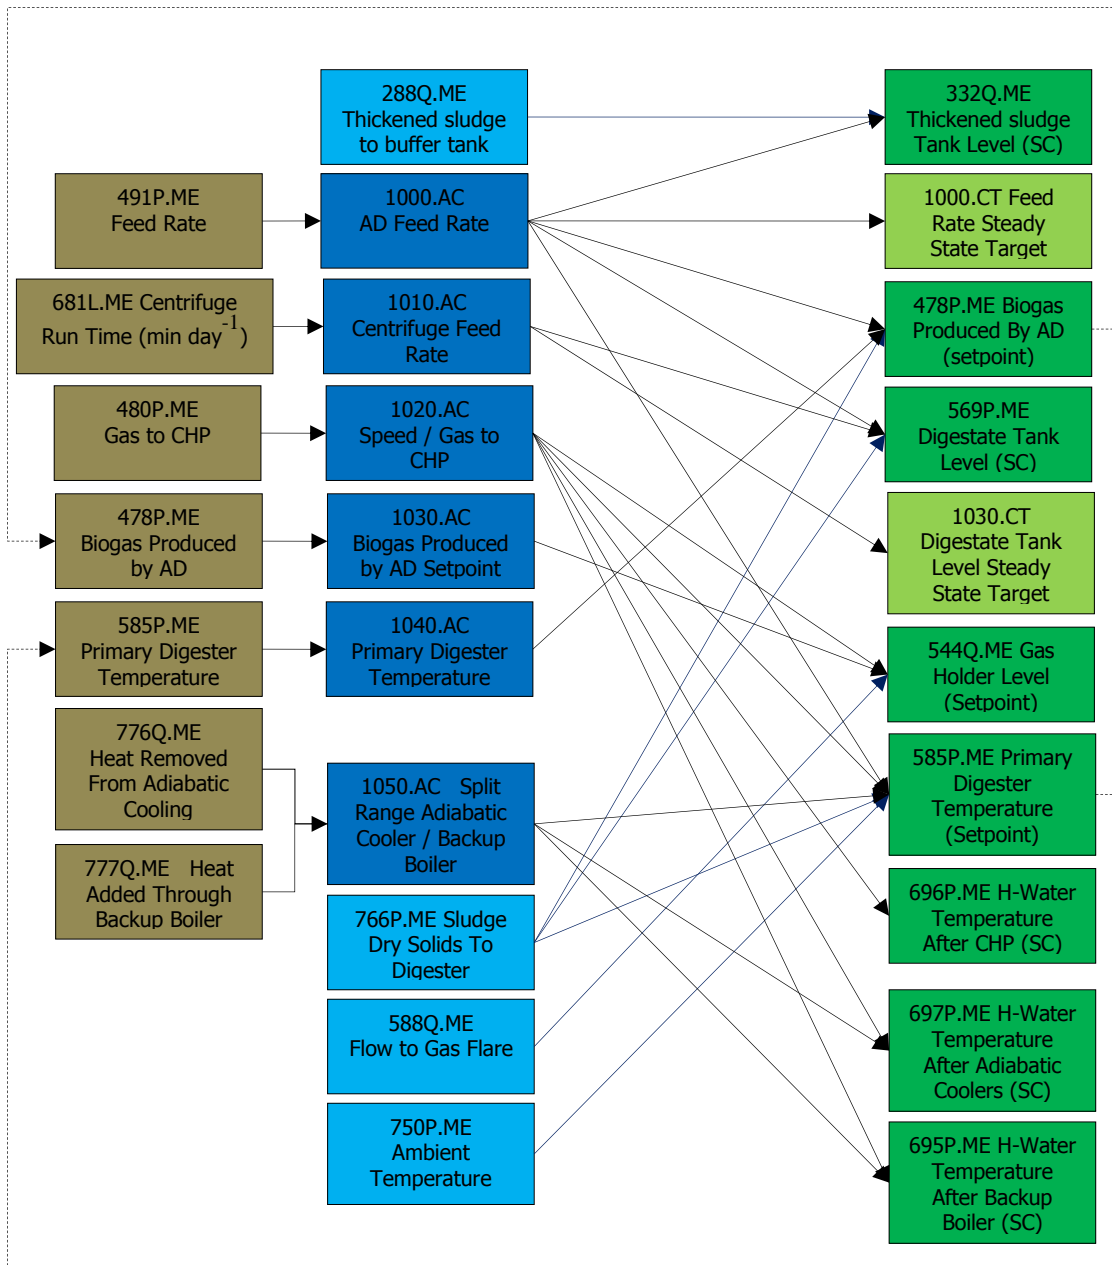 288Q.ME
Thickened sludge
to buffer tank
332Q.ME
Thickened sludge
Tank Level (SC)
491P.ME
Feed Rate
1000.AC
AD Feed Rate
1000.CT Feed
Rate Steady
State Target
681L.ME Centrifuge
Run Time (min day-1)
1010.AC
Centrifuge Feed
Rate
478P.ME Biogas
Produced By AD
(setpoint)
480P.ME
Gas to CHP
1020.AC
Speed / Gas to
CHP
569P.ME
Digestate Tank
Level (SC)
478P.ME
Biogas Produced
by AD
1030.AC
Biogas Produced
by AD Setpoint
1030.CT
Digestate Tank
Level Steady
State Target
585P.ME
Primary Digester
Temperature
1040.AC
Primary Digester
Temperature
544Q.ME Gas
Holder Level
(Setpoint)
776Q.ME
Heat Removed
From Adiabatic
Cooling
1050.AC Split
Range Adiabatic
Cooler / Backup
Boiler
585P.ME Primary
Digester
Temperature
(Setpoint)
777Q.ME Heat
Added Through
Backup Boiler
766P.ME Sludge
Dry Solids To
Digester
696P.ME H-Water
Temperature
After CHP (SC)
588Q.ME
Flow to Gas Flare
697P.ME H-Water
Temperature
After Adiabatic
Coolers (SC)
750P.ME
Ambient
Temperature
695P.ME H-Water
Temperature
After Backup
Boiler (SC)